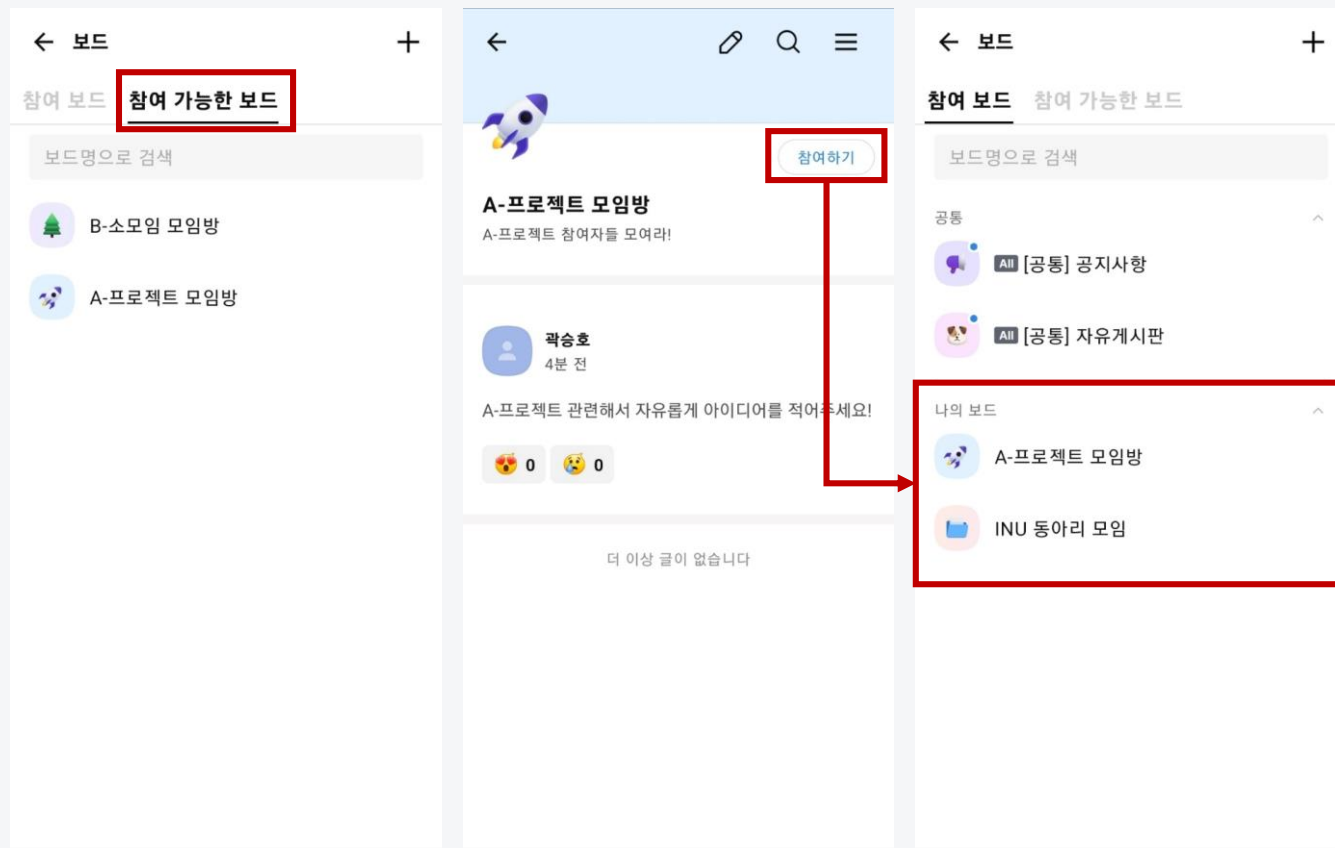 보드
참여 보드 참여 가능한 보드
보드명으로 검색
B-소모임 모임방
A-프로젝트 모임방
참여하기
A-프로젝트 모임방
A-프로젝트 참여자들 모여라!
곽승호
4분 전
A-프로젝트 관련해서 자유롭게 아이디어를 적어주세요!
0 0
더 이상 글이 없습니다
보드
참여 보드 참여 가능한 보드
보드명으로 검색
공통
All [공통] 공지사항
All [공통] 자유게시판
나의 보드
A-프로젝트 모임방
INU 동아리 모임